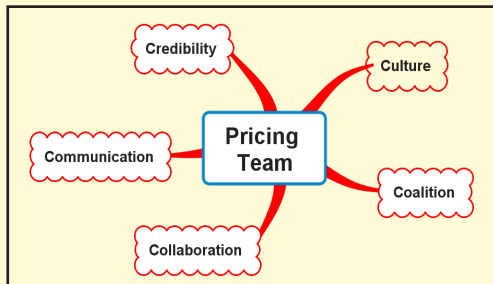 Credibility
Culture
Pricing
Team
Communication
Coalition
Collaboration